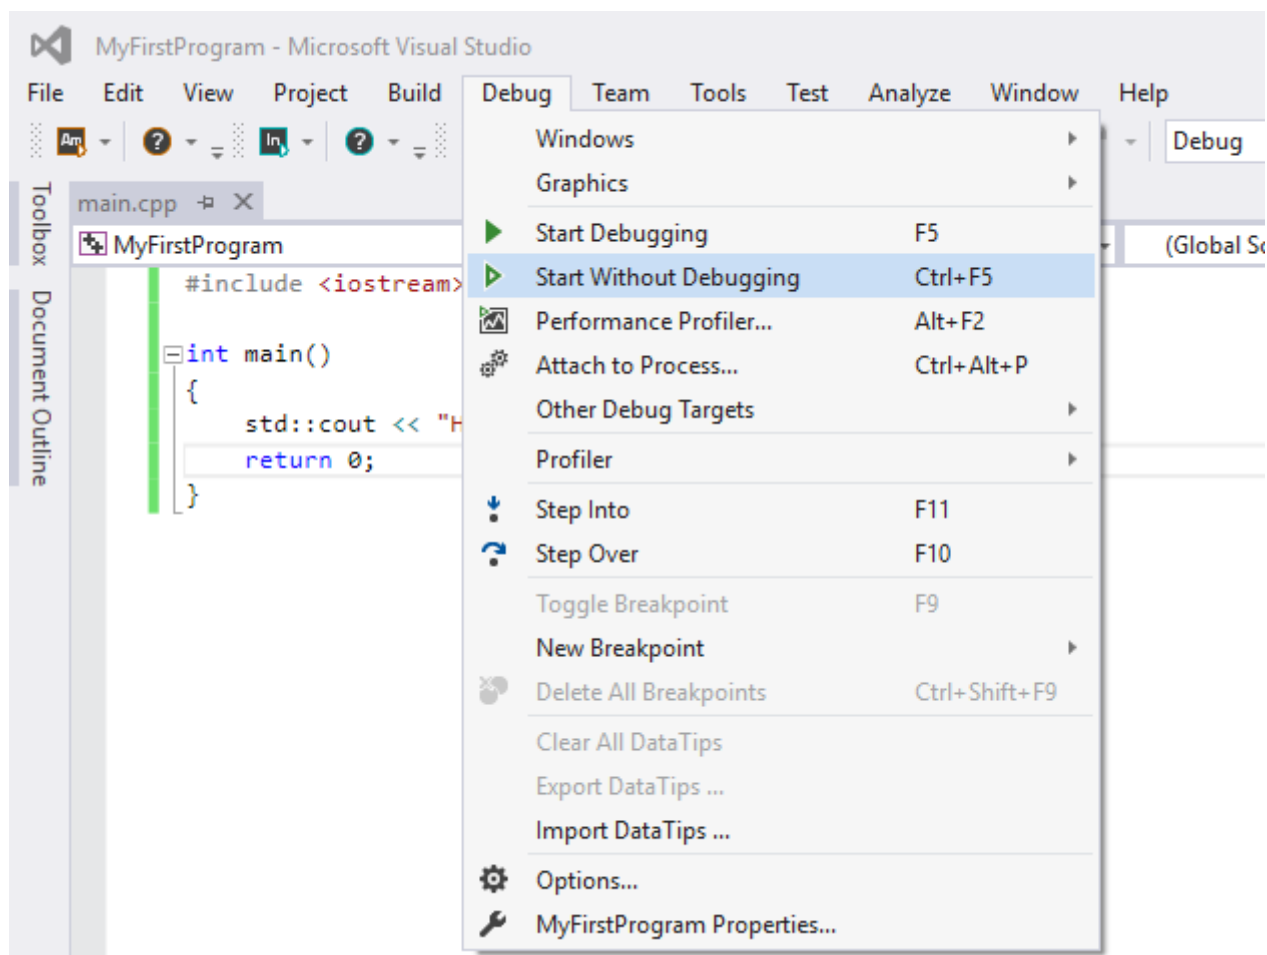 MyFirstProgram - Microsoft Visual Studio
File Edit View Project Build Debug Team Tools Test Analyze Window Help
Am ? In ? Debug
Toolbox
Document Outline
main.cpp
MyFirstProgram (Global
#include <iostream>
int main()
{
std::cout << "H
return 0;
}
Windows
Graphics
Start Debugging F5
Start Without Debugging Ctrl+F5
Performance Profiler... Alt+F2
Attach to Process... Ctrl+Alt+P
Other Debug Targets
Profiler
Step Into F11
Step Over F10
Toggle Breakpoint F9
New Breakpoint
Delete All Breakpoints Ctrl+Shift+F9
Clear All DataTips
Export DataTips ...
Import DataTips ...
Options...
MyFirstProgram Properties...